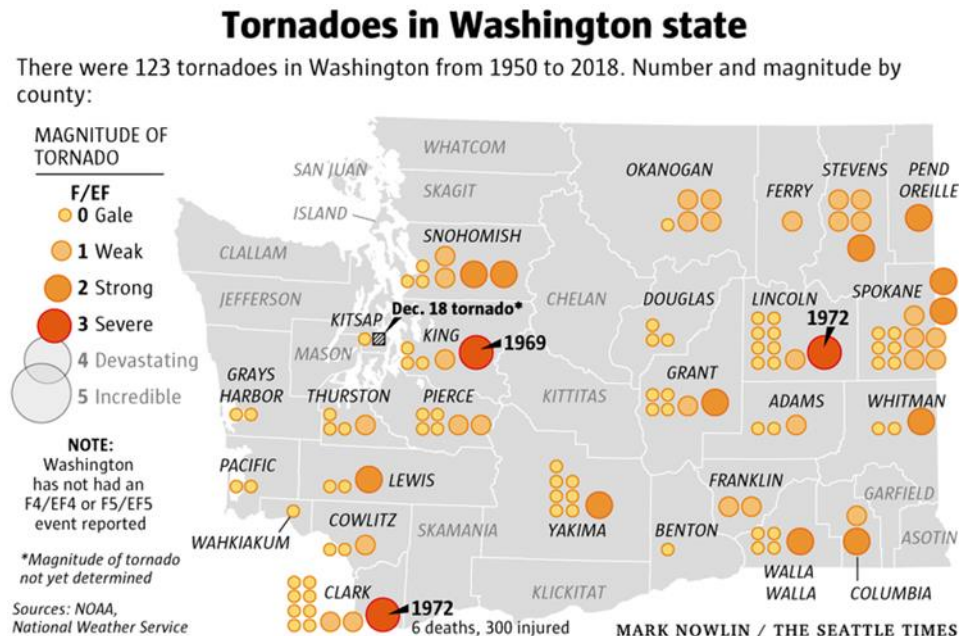 Tornadoes in Washington state
There were 123 tornadoes in Washington from 1950 to 2018. Number and magnitude by
county:
MAGNITUDE OF
TORNADO
F/EF
0 Gale
1 Weak
2 Strong
3 Severe
4 Devastating
5 Incredible
NOTE:
Washington
has not had an
F4/EF4 or F5/EF5
event reported
*Magnitude of tornado
not yet determined
Sources: NOAA,
National Weather Service
WHATCOM
SAN JUAN
SKAGIT
ISLAND
SNOHOMISH
CLALLAM
JEFFERSON
KITSAP
Dec. 18 tornado*
MASON
KING
1969
GRAYS
HARBOR
THURSTON
PIERCE
PACIFIC
LEWIS
WAHKIAKUM
COWLITZ
SKAMANIA
CLARK
1972
6 deaths, 300 injured
OKANOGAN
FERRY
STEVENS
PEND
OREILLE
CHELAN
DOUGLAS
LINCOLN
1972
SPOKANE
KITTITAS
GRANT
ADAMS
WHITMAN
YAKIMA
FRANKLIN
GARFIELD
BENTON
ASOTIN
WALLA
WALLA
COLUMBIA
KLICKITAT
MARK NOWLIN / THE SEATTLE TIMES